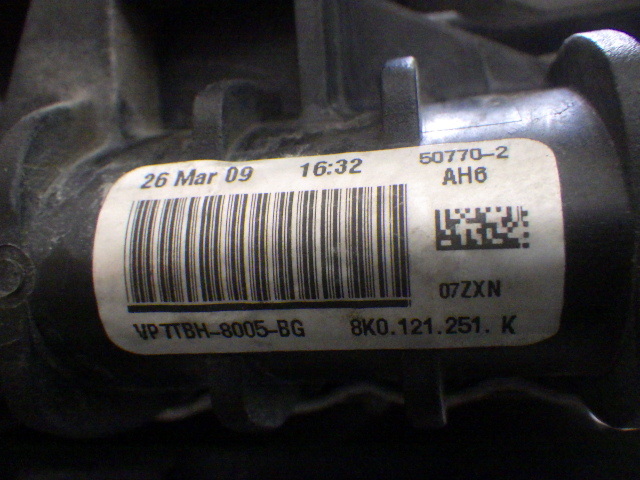 26 Mar 09 16:32 50770-2
AH6
07ZXN
VP7TBH-8005-BG 8K0.121.251. K